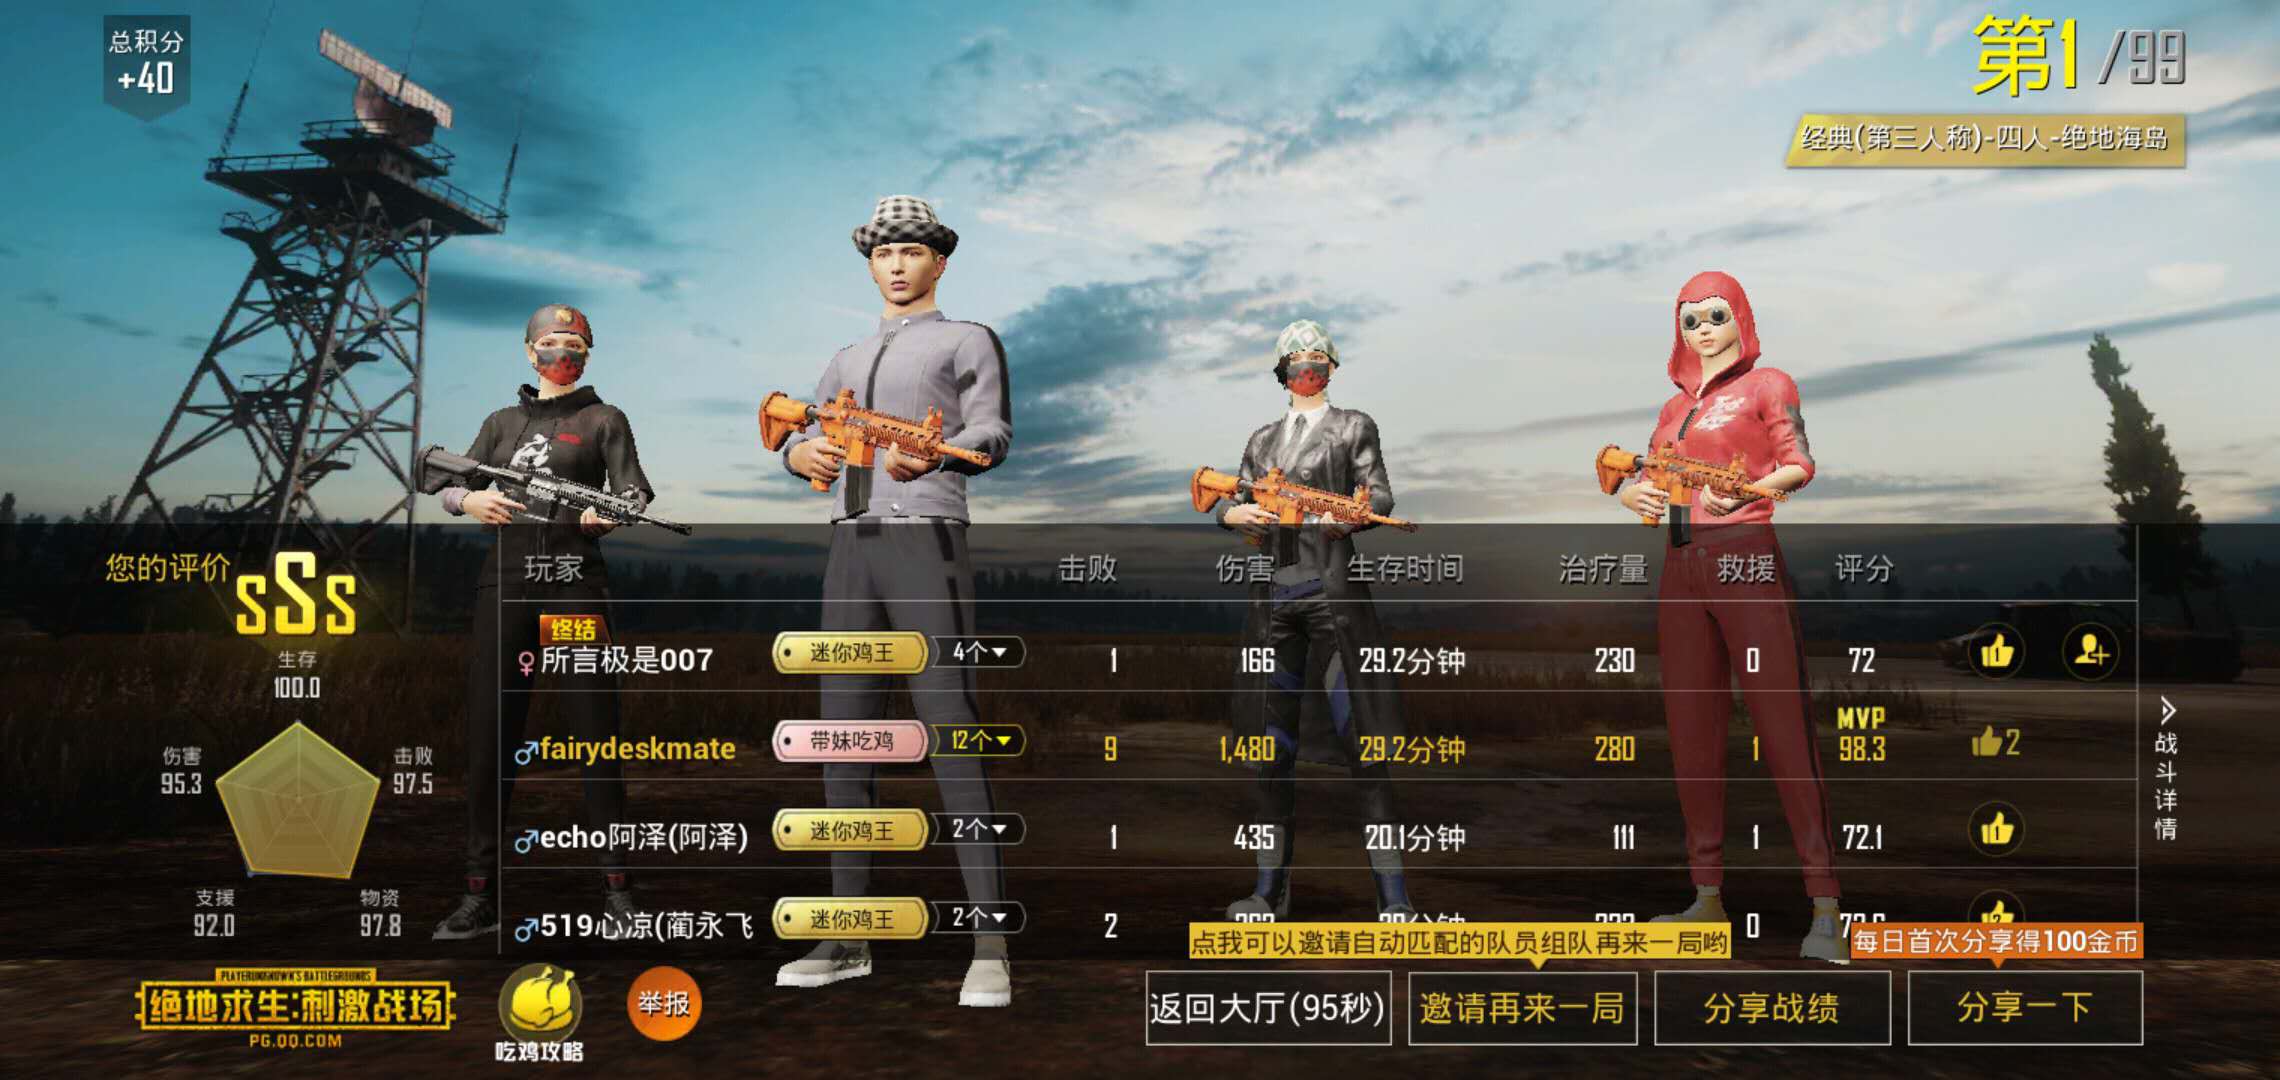 总积分
+40
第1/99
经典(第三人称)-四人-绝地海岛
您的评价
SSS
生存
100.0
伤害
95.3
击败
97.5
支援
92.0
物资
97.8
玩家 击败 伤害 生存时间 治疗量 救援 评分
终结
♀所言极是007 迷你鸡王 4个 1 166 29.2分钟 230 0 72
MVP
♂fairydeskmate 带妹吃鸡 12个 9 1,480 29.2分钟 280 1 98.3 2
♂echo阿泽(阿泽) 迷你鸡王 2个 1 435 20.1分钟 111 1 72.1
♂519心凉(蔺永飞 迷你鸡王 2个 2 0
战斗详情
点我可以邀请自动匹配的队员组队再来一局哟
每日首次分享得100金币
PLAYERUNKNOWN'S BATTLEGROUNDS
绝地求生:刺激战场
PG.QQ.COM
吃鸡攻略
举报
返回大厅(95秒)
邀请再来一局
分享战绩
分享一下